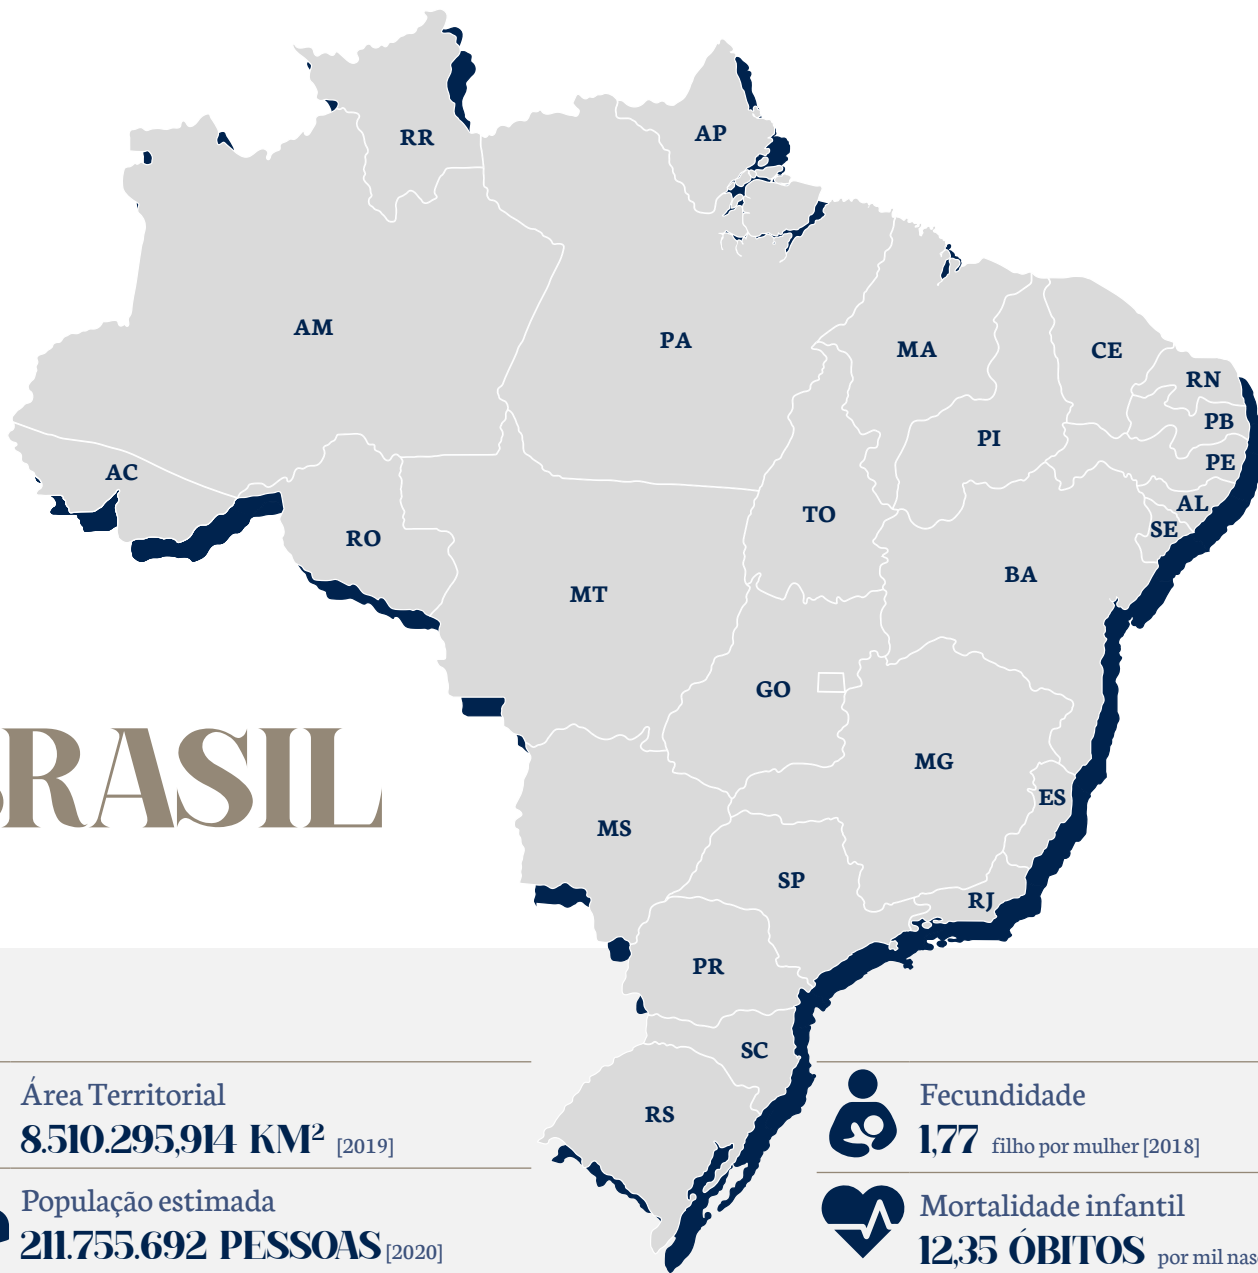 RR
AP
AM
PA
MA
CE
RN
PB
PI
PE
AC
AL
TO
SE
RO
BA
MT
GO
MG
ES
MS
SP
RJ
PR
SC
RS
RASIL
Área Territorial
8.510.295,914 KM² [2019]
População estimada
211.755.692 PESSOAS [2020]
Fecundidade
1,77 filho por mulher [2018]
Mortalidade infantil
12,35 ÓBITOS por mil nas